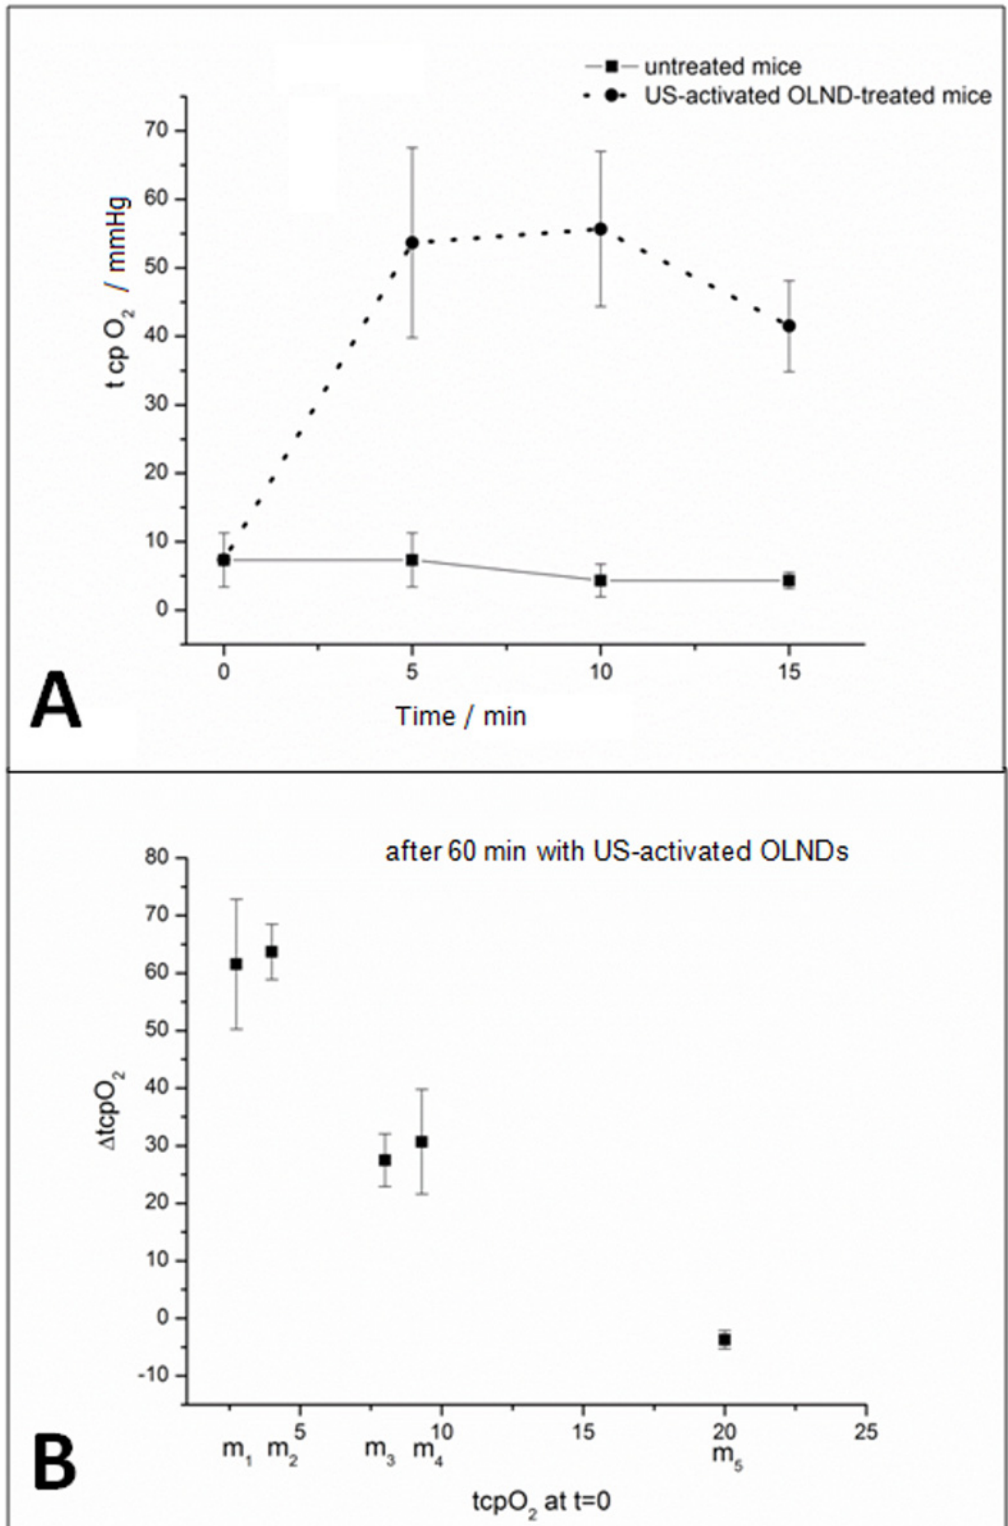 untreated mice
US-activated OLND-treated mice
70
60
50
40
30
20
10
0
t cp O₂ / mmHg
0 5 10 15
Time / min
A
after 60 min with US-activated OLNDs
80
70
60
50
40
30
20
10
0
-10
ΔtcpO₂
5 10 15 20 25
m₁ m₂ m₃ m₄ m₅
tcpO₂ at t=0
B